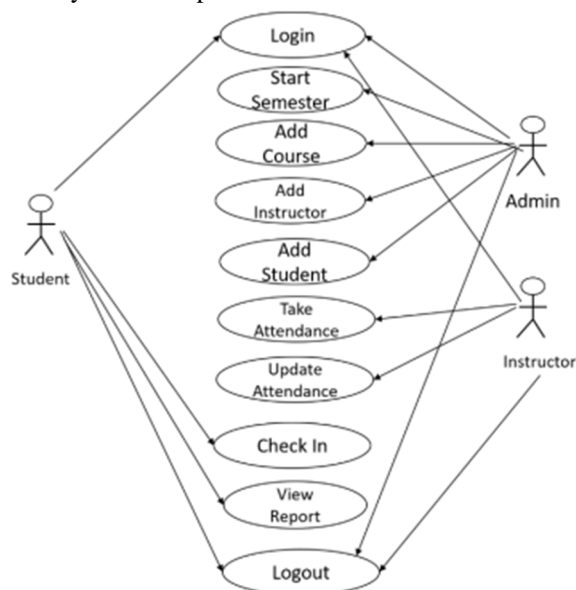 Login
Start
Semester
Add
Course
Add
Instructor
Add
Student
Take
Attendance
Update
Attendance
Check In
View
Report
Logout
Student
Admin
Instructor